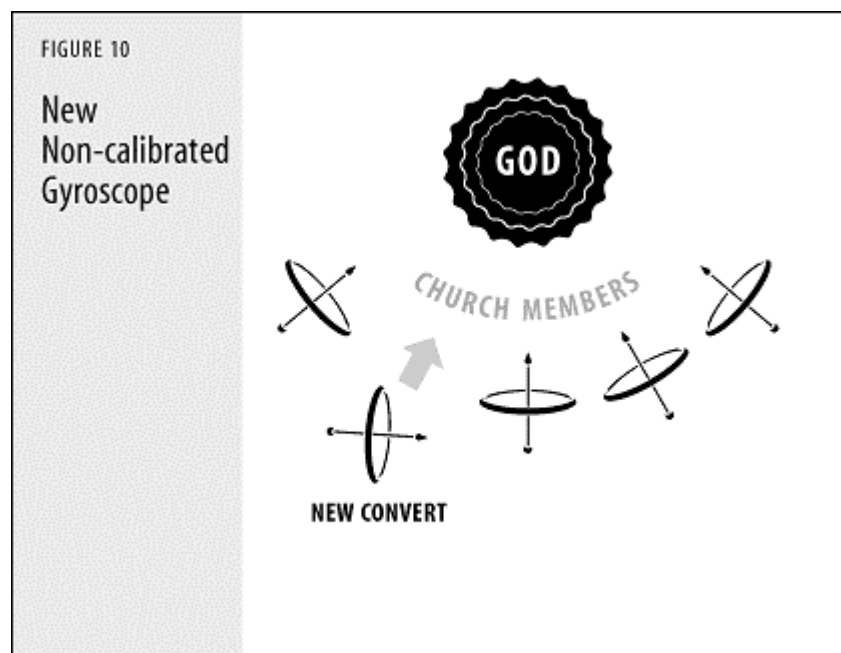 FIGURE 10
New
Non-calibrated
Gyroscope
GOD
CHURCH MEMBERS
NEW CONVERT